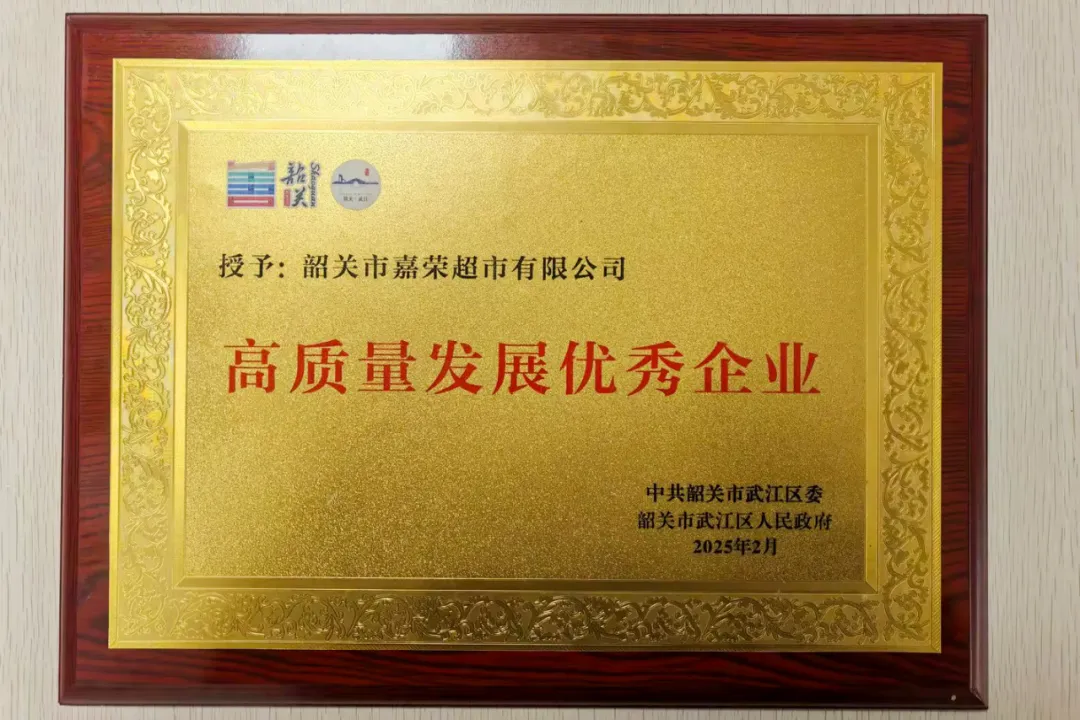 韶关
Shaoguan
授予：韶关市嘉荣超市有限公司
高质量发展优秀企业
中共韶关市武江区委
韶关市武江区人民政府
2025年2月